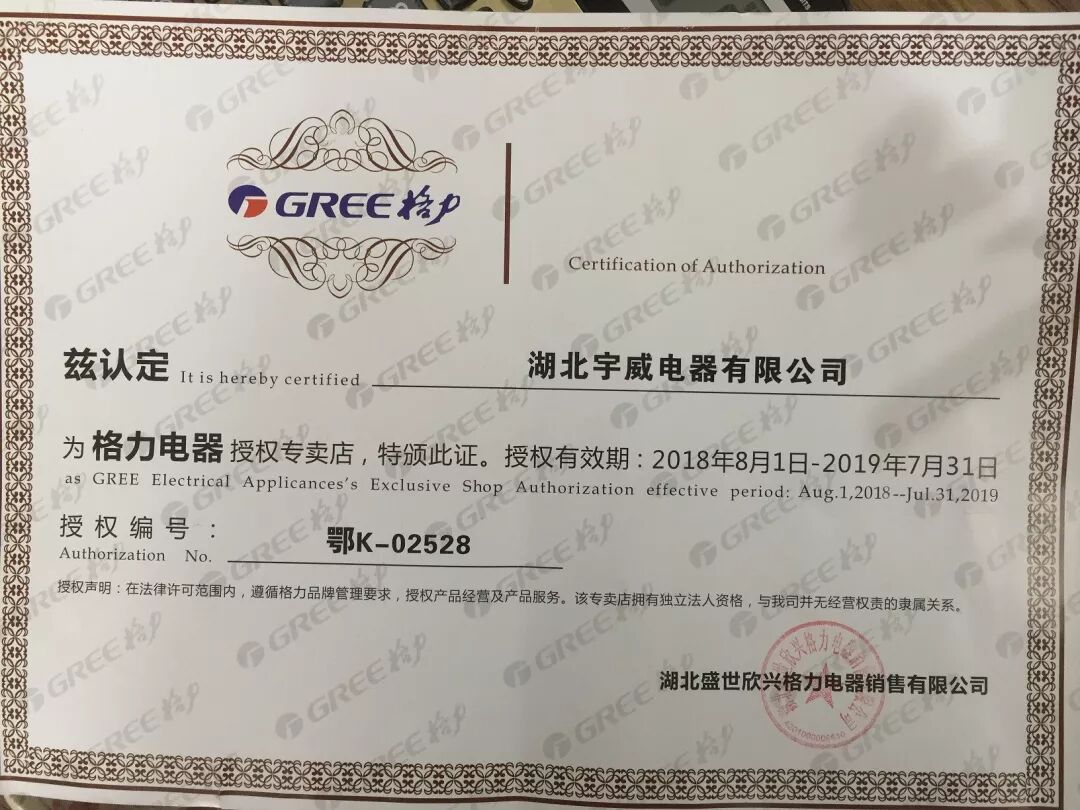 GREE 格力
Certification of Authorization
兹认定 It is hereby certified 湖北宇威电器有限公司
为 格力电器 授权专卖店，特颁此证。授权有效期：2018年8月1日-2019年7月31日
as GREE Electrical Applicances's Exclusive Shop Authorization effective period: Aug.1,2018--Jul.31,2019
授权编号：
Authorization No. 鄂K-02528
授权声明：在法律许可范围内，遵循格力品牌管理要求，授权产品经营及产品服务。该专卖店拥有独立法人资格，与我司并无经营权责的隶属关系。
湖北盛世欣兴格力电器销售有限公司